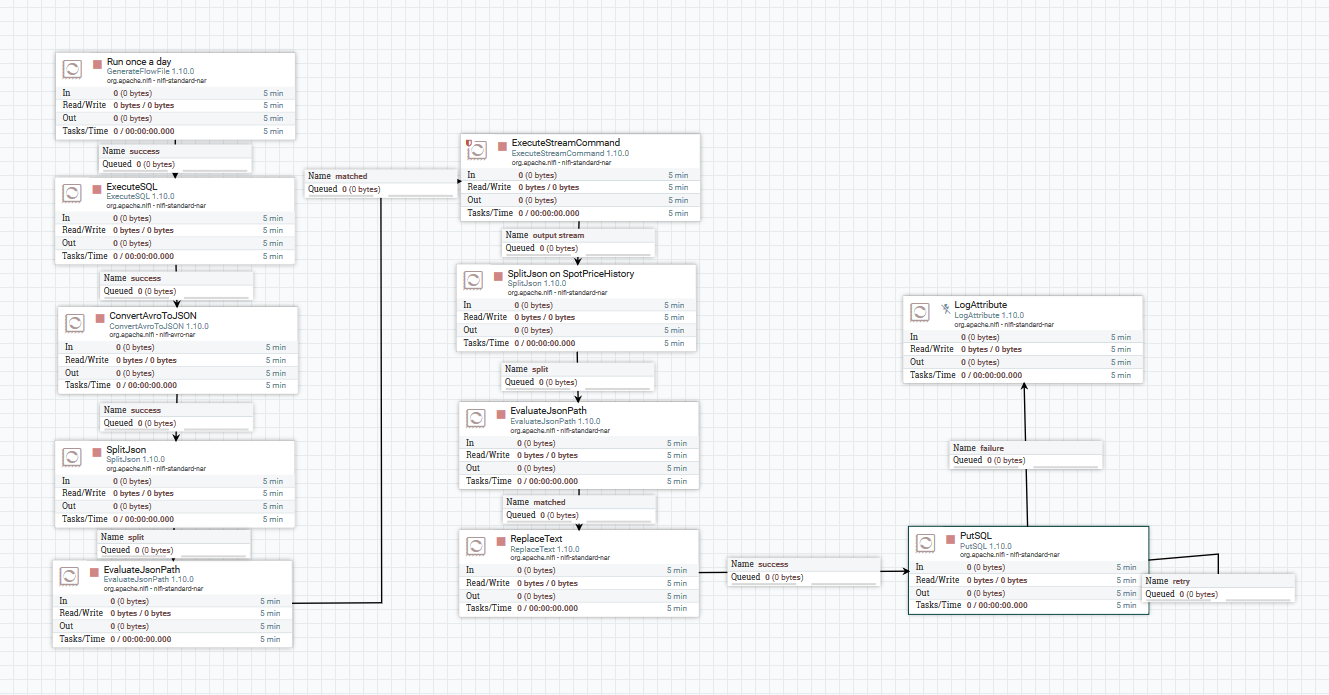 Run once a day
GenerateFlowFile 1.10.0
org.apache.nifi - nifi-standard-nar
In 0 (0 bytes) 5 min
Read/Write 0 bytes / 0 bytes 5 min
Out 0 (0 bytes) 5 min
Tasks/Time 0 / 00:00:00.000 5 min
Name success
Queued 0 (0 bytes)
ExecuteSQL
ExecuteSQL 1.10.0
org.apache.nifi - nifi-standard-nar
In 0 (0 bytes) 5 min
Read/Write 0 bytes / 0 bytes 5 min
Out 0 (0 bytes) 5 min
Tasks/Time 0 / 00:00:00.000 5 min
Name success
Queued 0 (0 bytes)
ConvertAvroToJSON
ConvertAvroToJSON 1.10.0
org.apache.nifi - nifi-avro-nar
In 0 (0 bytes) 5 min
Read/Write 0 bytes / 0 bytes 5 min
Out 0 (0 bytes) 5 min
Tasks/Time 0 / 00:00:00.000 5 min
Name success
Queued 0 (0 bytes)
SplitJson
SplitJson 1.10.0
org.apache.nifi - nifi-standard-nar
In 0 (0 bytes) 5 min
Read/Write 0 bytes / 0 bytes 5 min
Out 0 (0 bytes) 5 min
Tasks/Time 0 / 00:00:00.000 5 min
Name split
Queued 0 (0 bytes)
EvaluateJsonPath
EvaluateJsonPath 1.10.0
org.apache.nifi - nifi-standard-nar
In 0 (0 bytes) 5 min
Read/Write 0 bytes / 0 bytes 5 min
Out 0 (0 bytes) 5 min
Tasks/Time 0 / 00:00:00.000 5 min
Name matched
Queued 0 (0 bytes)
ExecuteStreamCommand
ExecuteStreamCommand 1.10.0
org.apache.nifi - nifi-standard-nar
In 0 (0 bytes) 5 min
Read/Write 0 bytes / 0 bytes 5 min
Out 0 (0 bytes) 5 min
Tasks/Time 0 / 00:00:00.000 5 min
Name output stream
Queued 0 (0 bytes)
SplitJson on SpotPriceHistory
SplitJson 1.10.0
org.apache.nifi - nifi-standard-nar
In 0 (0 bytes) 5 min
Read/Write 0 bytes / 0 bytes 5 min
Out 0 (0 bytes) 5 min
Tasks/Time 0 / 00:00:00.000 5 min
Name split
Queued 0 (0 bytes)
EvaluateJsonPath
EvaluateJsonPath 1.10.0
org.apache.nifi - nifi-standard-nar
In 0 (0 bytes) 5 min
Read/Write 0 bytes / 0 bytes 5 min
Out 0 (0 bytes) 5 min
Tasks/Time 0 / 00:00:00.000 5 min
Name matched
Queued 0 (0 bytes)
ReplaceText
ReplaceText 1.10.0
org.apache.nifi - nifi-standard-nar
In 0 (0 bytes) 5 min
Read/Write 0 bytes / 0 bytes 5 min
Out 0 (0 bytes) 5 min
Tasks/Time 0 / 00:00:00.000 5 min
Name success
Queued 0 (0 bytes)
LogAttribute
LogAttribute 1.10.0
org.apache.nifi - nifi-standard-nar
In 0 (0 bytes) 5 min
Read/Write 0 bytes / 0 bytes 5 min
Out 0 (0 bytes) 5 min
Tasks/Time 0 / 00:00:00.000 5 min
Name failure
Queued 0 (0 bytes)
PutSQL
PutSQL 1.10.0
org.apache.nifi - nifi-standard-nar
In 0 (0 bytes) 5 min
Read/Write 0 bytes / 0 bytes 5 min
Out 0 (0 bytes) 5 min
Tasks/Time 0 / 00:00:00.000 5 min
Name retry
Queued 0 (0 bytes)